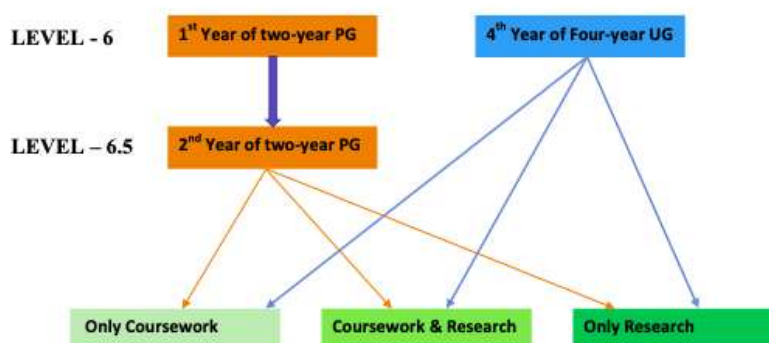 LEVEL - 6
1st Year of two-year PG
4th Year of Four-year UG
LEVEL – 6.5
2nd Year of two-year PG
Only Coursework
Coursework & Research
Only Research